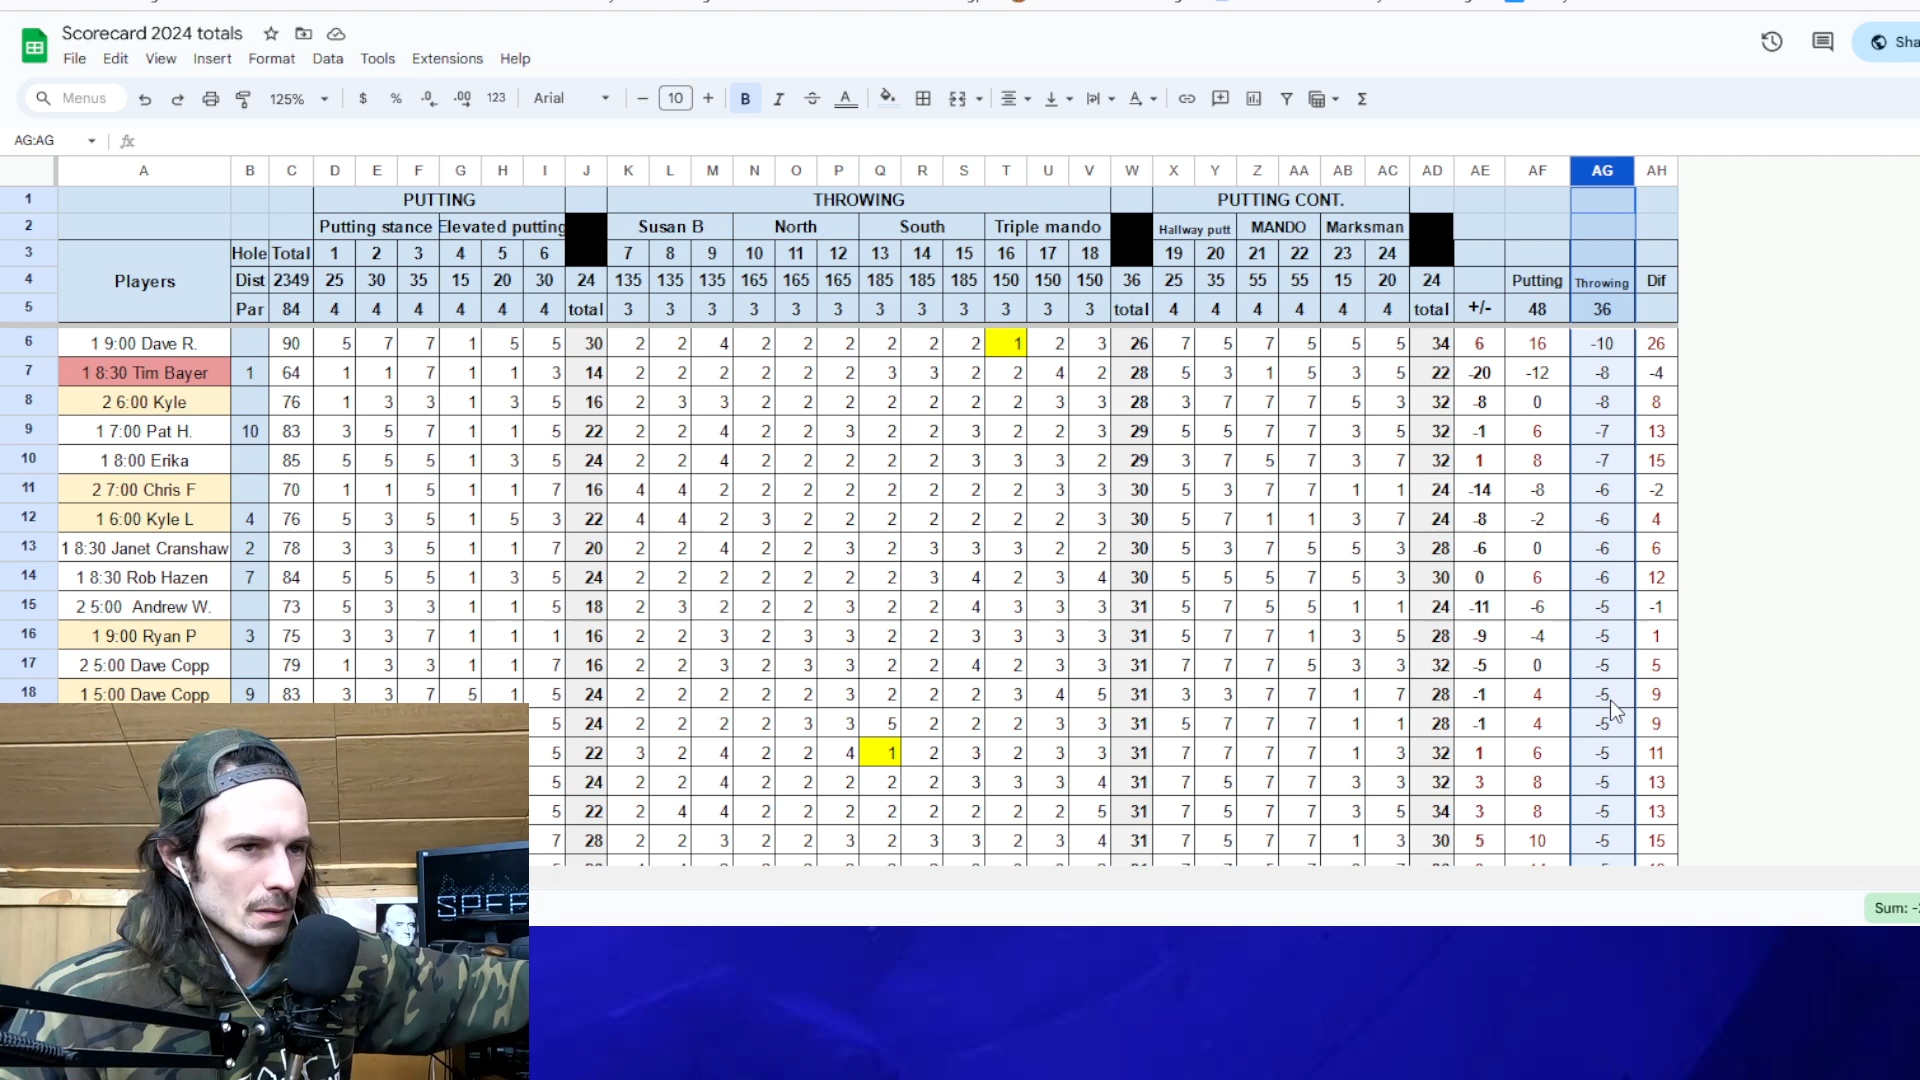 Scorecard 2024 totals
File Edit View Insert Format Data Tools Extensions Help
Sha
Menus 125% $ % .0 .00 123 Arial 10 B I A Σ
AG:AG fx
A B C D E F G H I J K L M N O P Q R S T U V W X Y Z AA AB AC AD AE AF AG AH
1 PUTTING THROWING PUTTING CONT.
2 Putting stance Elevated putting Susan B North South Triple mando Hallway putt MANDO Marksman
3 Players Hole Total 1 2 3 4 5 6 7 8 9 10 11 12 13 14 15 16 17 18 19 20 21 22 23 24
4 Dist 2349 25 30 35 15 20 30 24 135 135 135 165 165 165 185 185 185 150 150 150 36 25 35 55 55 15 20 24 Putting Throwing Dif
5 Par 84 4 4 4 4 4 4 total 3 3 3 3 3 3 3 3 3 3 3 3 total 4 4 4 4 4 4 total +/- 48 36
6 1 9:00 Dave R. 90 5 7 7 1 5 5 30 2 2 4 2 2 2 2 2 2 1 2 3 26 7 5 7 5 5 5 34 6 16 -10 26
7 1 8:30 Tim Bayer 1 64 1 1 7 1 1 3 14 2 2 2 2 2 2 3 3 2 2 4 2 28 5 3 1 5 3 5 22 -20 -12 -8 -4
8 2 6:00 Kyle 76 1 3 3 1 3 5 16 2 3 3 2 2 2 2 2 2 2 3 3 28 3 7 7 7 5 3 32 -8 0 -8 8
9 1 7:00 Pat H. 10 83 3 5 7 1 1 5 22 2 2 4 2 2 3 2 2 3 2 2 3 29 5 5 7 7 3 5 32 -1 6 -7 13
10 1 8:00 Erika 85 5 5 5 1 3 5 24 2 2 4 2 2 2 2 2 3 3 3 2 29 3 7 5 7 3 7 32 1 8 -7 15
11 2 7:00 Chris F 70 1 1 5 1 1 7 16 4 4 2 2 2 2 2 2 2 2 3 3 30 5 3 7 7 1 1 24 -14 -8 -6 -2
12 1 6:00 Kyle L 4 76 5 3 5 1 5 3 22 4 4 2 3 2 2 2 2 2 2 2 3 30 5 7 1 1 3 7 24 -8 -2 -6 4
13 1 8:30 Janet Cranshaw 2 78 3 3 5 1 1 7 20 2 2 4 2 2 3 2 3 3 3 2 2 30 5 3 7 5 5 3 28 -6 0 -6 6
14 1 8:30 Rob Hazen 7 84 5 5 5 1 3 5 24 2 2 2 2 2 2 2 3 4 2 3 4 30 5 5 5 7 5 3 30 0 6 -6 12
15 2 5:00 Andrew W. 73 5 3 3 1 1 5 18 2 3 2 2 2 3 2 2 4 3 3 3 31 5 7 5 5 1 1 24 -11 -6 -5 -1
16 1 9:00 Ryan P 3 75 3 3 7 1 1 1 16 2 2 3 2 2 3 2 3 3 3 3 3 31 5 7 7 1 3 5 28 -9 -4 -5 1
17 2 5:00 Dave Copp 79 1 3 3 1 1 7 16 2 2 3 2 3 3 2 2 4 2 3 3 31 7 7 7 5 3 3 32 -5 0 -5 5
18 1 5:00 Dave Copp 9 83 3 3 7 5 1 5 24 2 2 2 2 2 3 2 2 2 3 4 5 31 3 3 7 7 1 7 28 -1 4 -5 9
5 24 2 2 2 2 3 3 5 2 2 2 3 3 31 5 7 7 7 1 1 28 -1 4 -5 9
5 22 3 2 4 2 2 4 1 2 3 2 3 3 31 7 7 7 7 1 3 32 1 6 -5 11
5 24 2 2 4 2 2 2 2 2 3 3 3 4 31 7 5 7 7 3 3 32 3 8 -5 13
5 22 2 4 4 2 2 2 2 2 2 2 2 5 31 7 5 7 7 3 5 34 3 8 -5 13
7 28 2 2 3 2 2 3 2 3 3 2 3 4 31 7 5 7 7 1 3 30 5 10 -5 15
Sum: